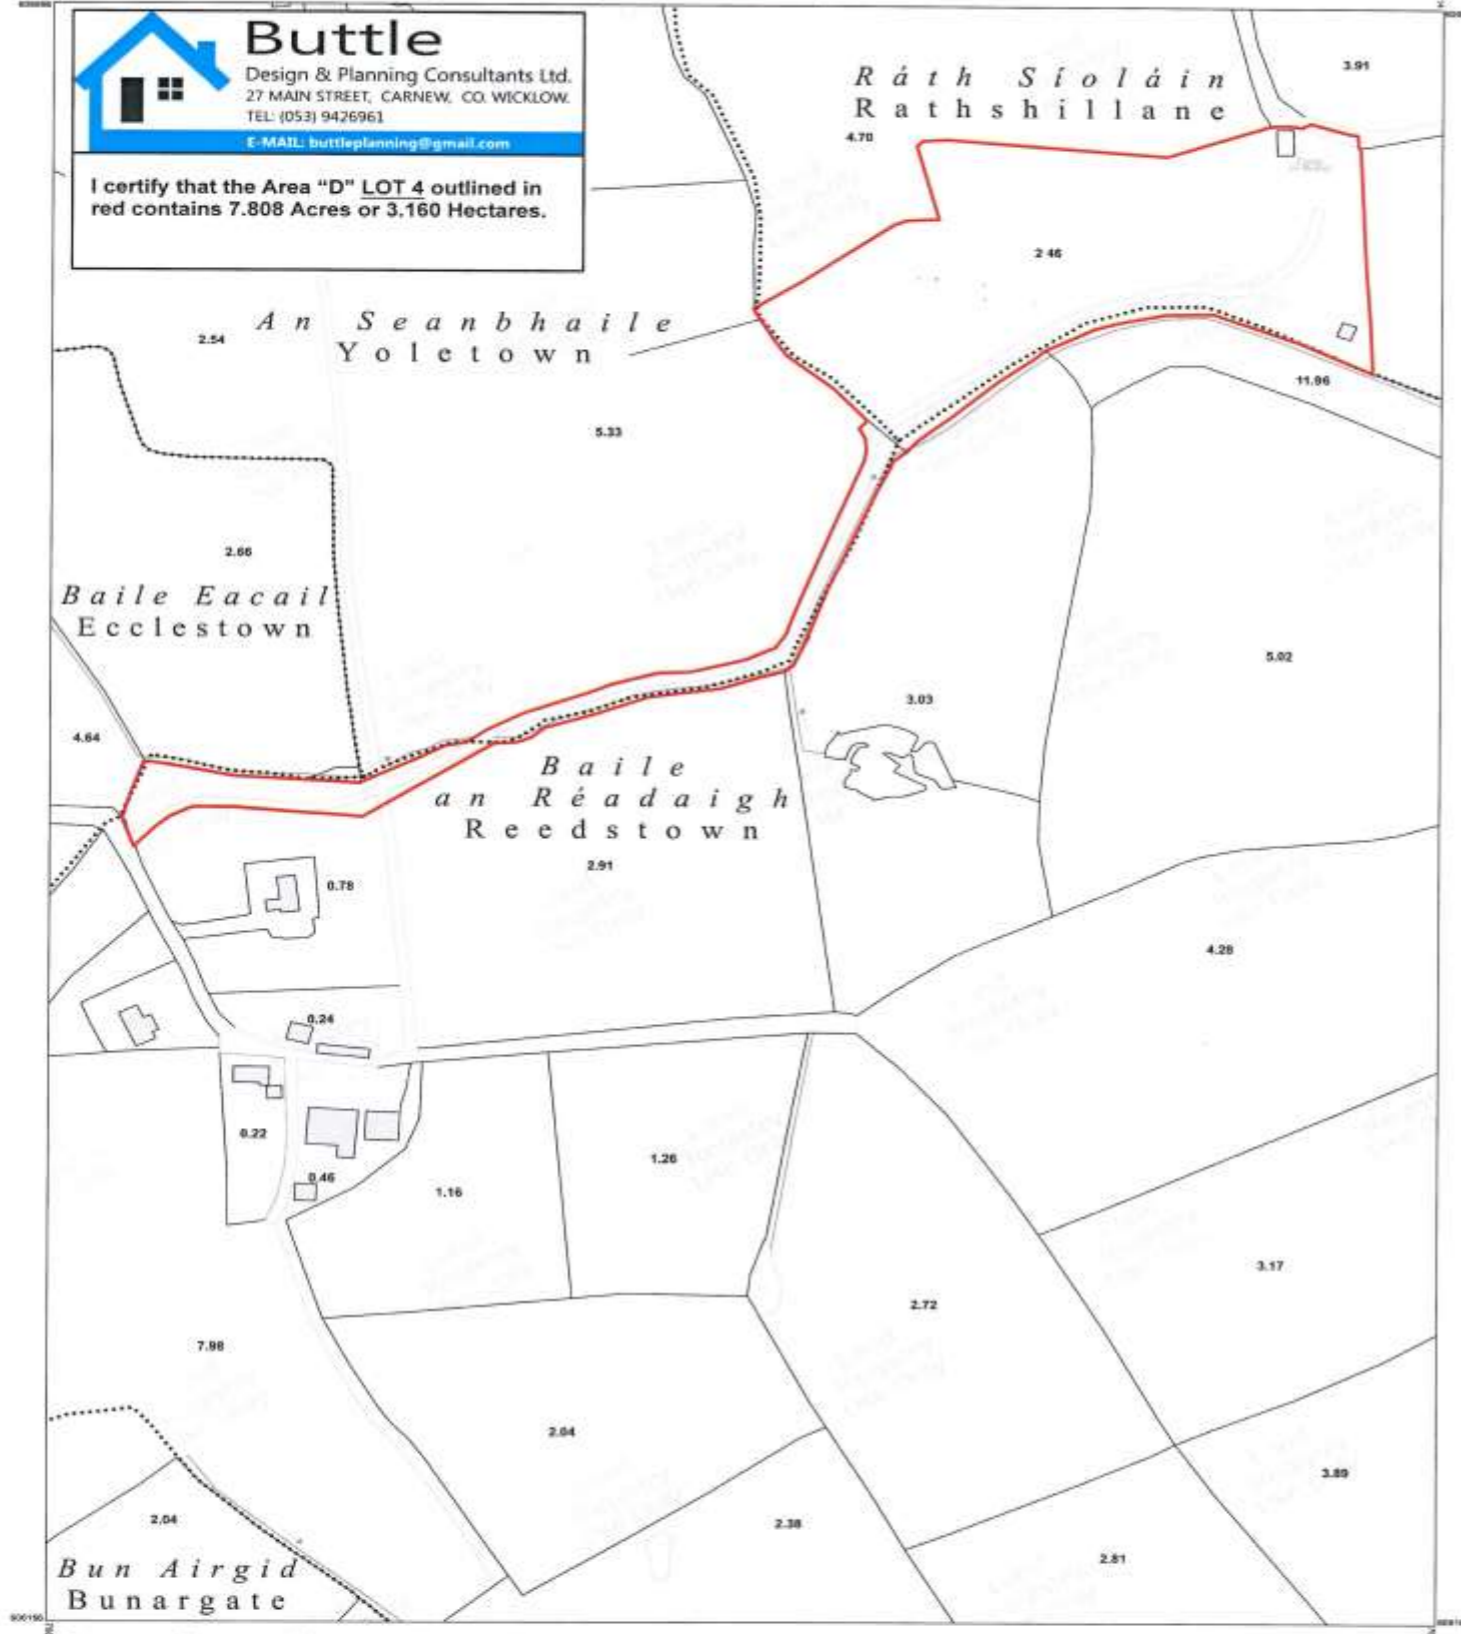 Buttle
Design & Planning Consultants Ltd.
27 MAIN STREET, CARNEW, CO. WICKLOW.
TEL: (053) 9426961
E-MAIL: buttleplanning@gmail.com
I certify that the Area “D” LOT 4 outlined in
red contains 7.808 Acres or 3.160 Hectares.
Ráth Síoláin
Rathshillane
3.91
4.70
2 46
An Seanbhaile
Yoletown
2.54
11.96
5.33
2.66
Baile Eacail
Ecclestown
5.02
3.03
4.64
Baile
an Réadaigh
Reedstown
2.91
0.78
4.28
0.24
0.22
1.26
0.46
1.16
3.17
2.72
7.98
2.04
3.89
2.04
2.38
2.81
Bun Airgid
Bunargate